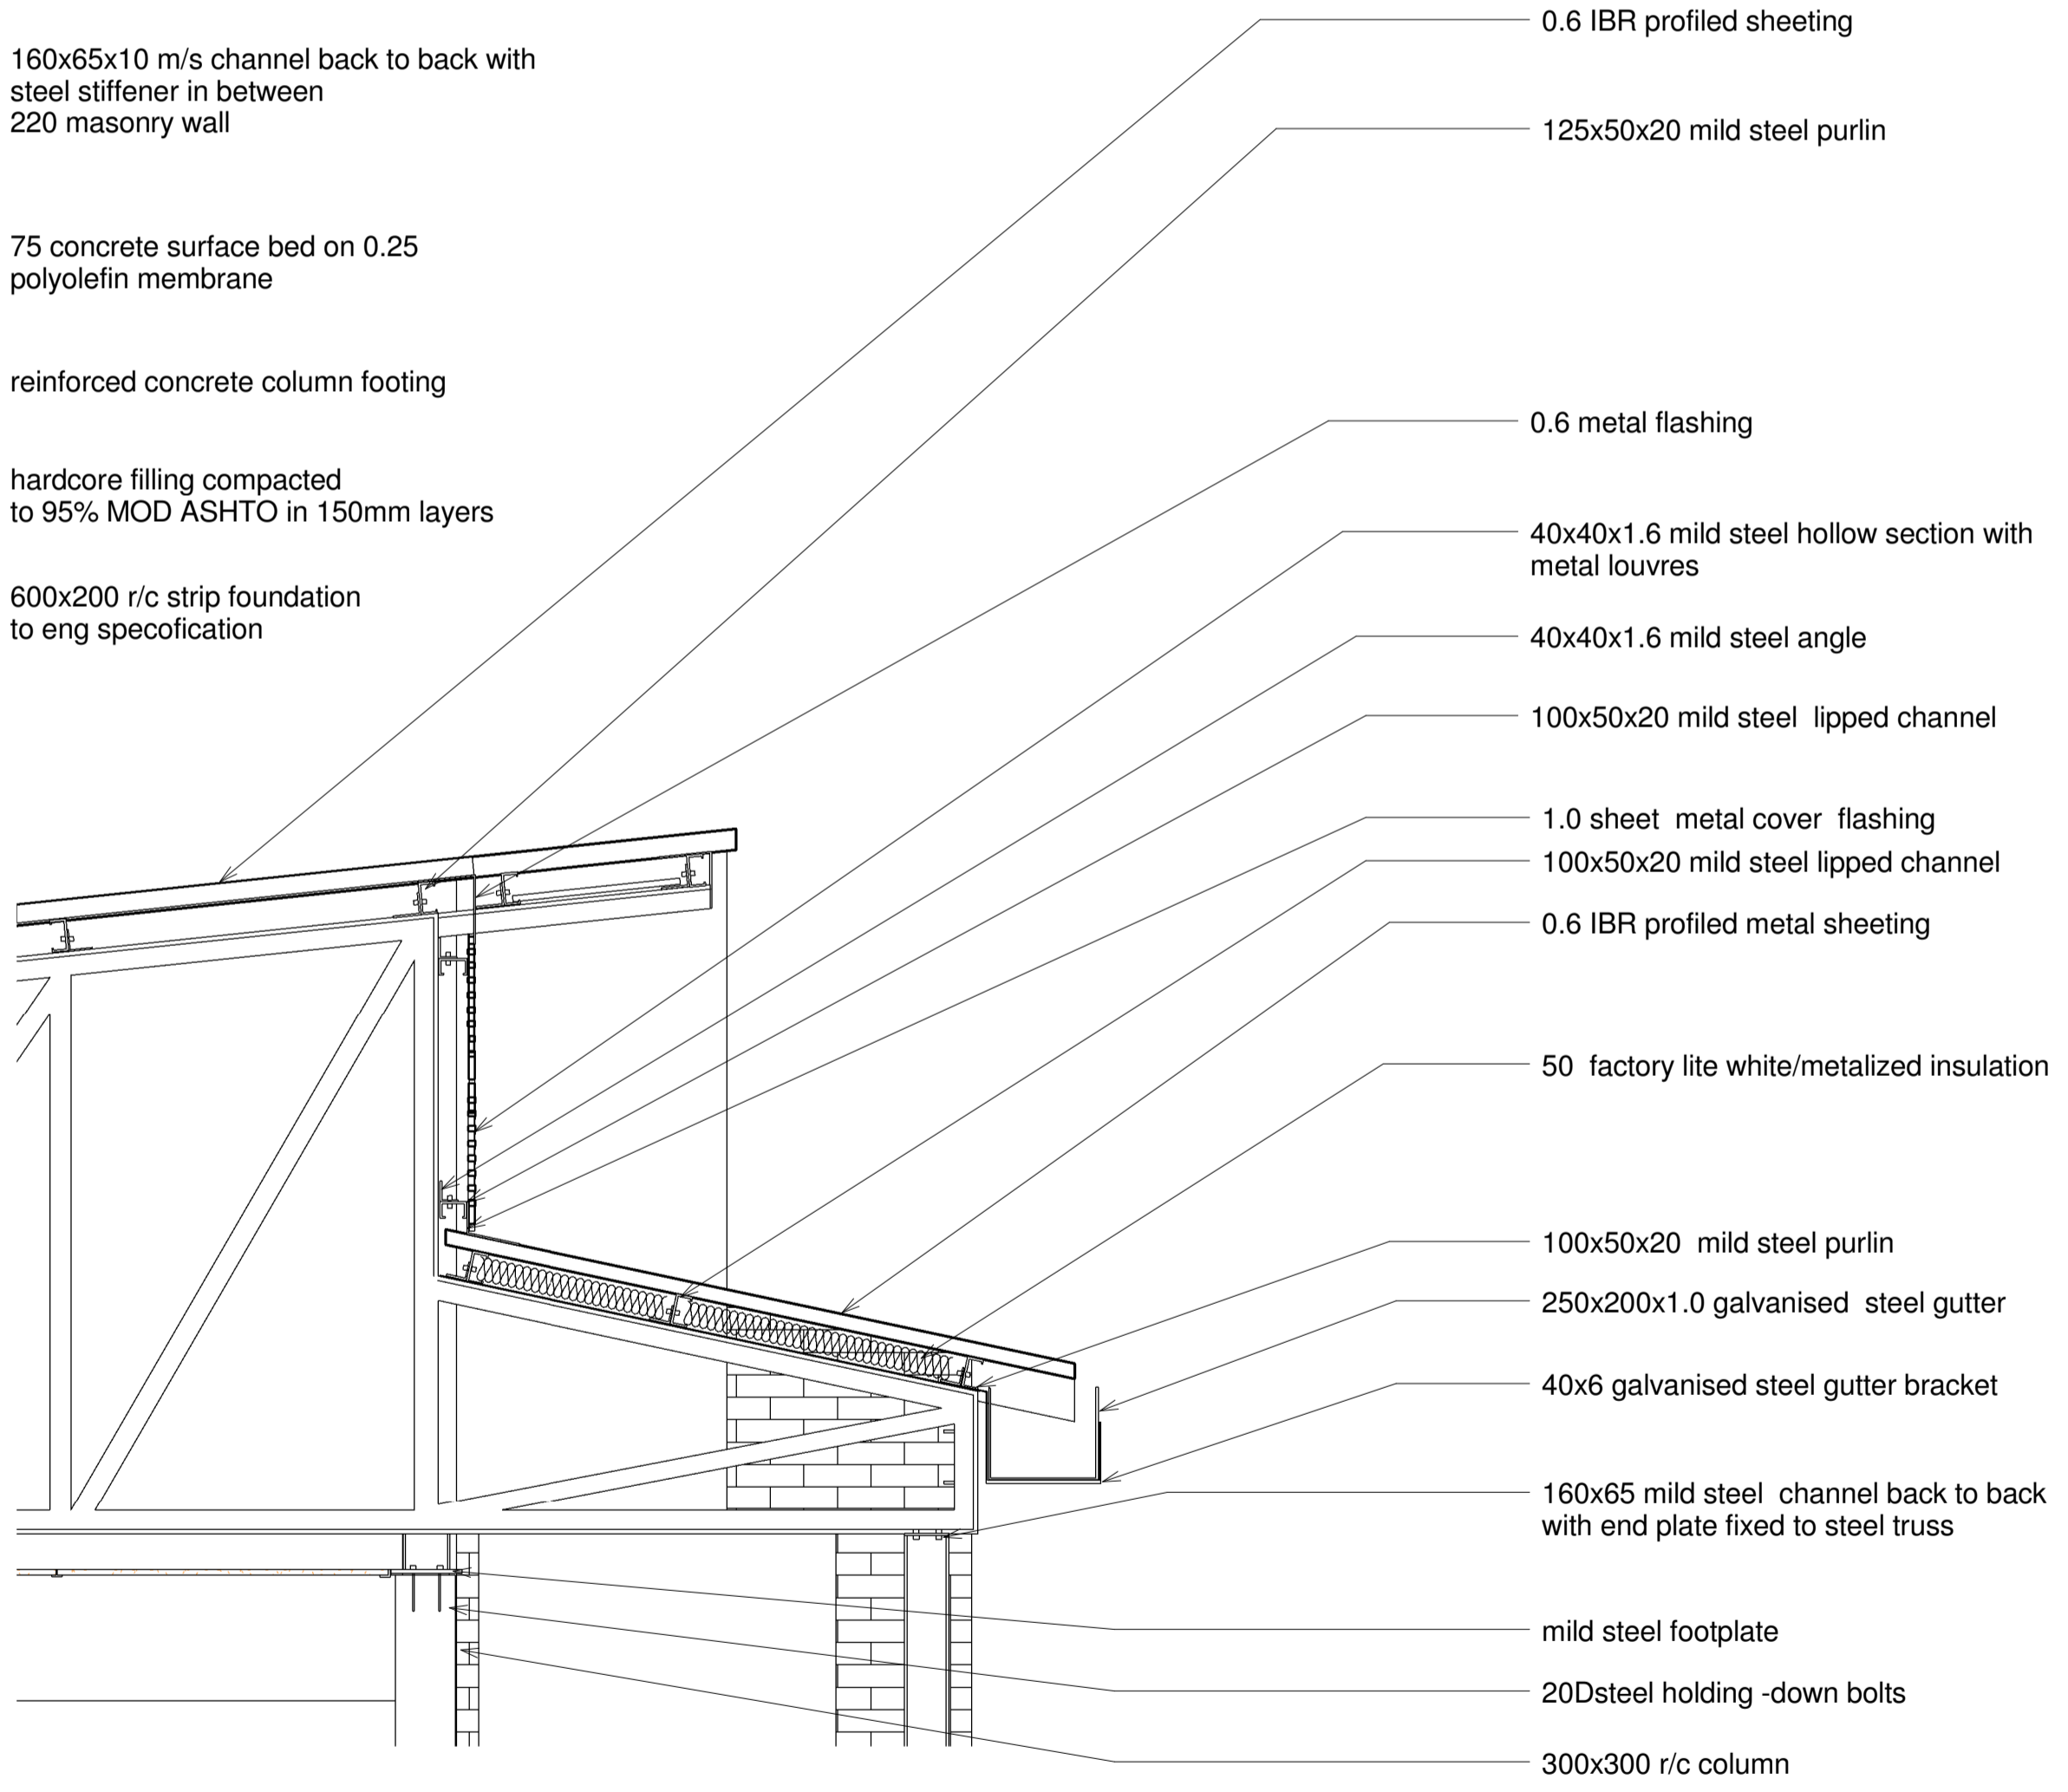 160x65x10 m/s channel back to back with
steel stiffener in between
220 masonry wall
75 concrete surface bed on 0.25
polyolefin membrane
reinforced concrete column footing
hardcore filling compacted
to 95% MOD ASHTO in 150mm layers
600x200 r/c strip foundation
to eng specofication
0.6 IBR profiled sheeting
125x50x20 mild steel purlin
0.6 metal flashing
40x40x1.6 mild steel hollow section with
metal louvres
40x40x1.6 mild steel angle
100x50x20 mild steel  lipped channel
1.0 sheet  metal cover  flashing
100x50x20 mild steel lipped channel
0.6 IBR profiled metal sheeting
50  factory lite white/metalized insulation
100x50x20  mild steel purlin
250x200x1.0 galvanised  steel gutter
40x6 galvanised steel gutter bracket
160x65 mild steel  channel back to back
with end plate fixed to steel truss
mild steel footplate
20Dsteel holding -down bolts
300x300 r/c column